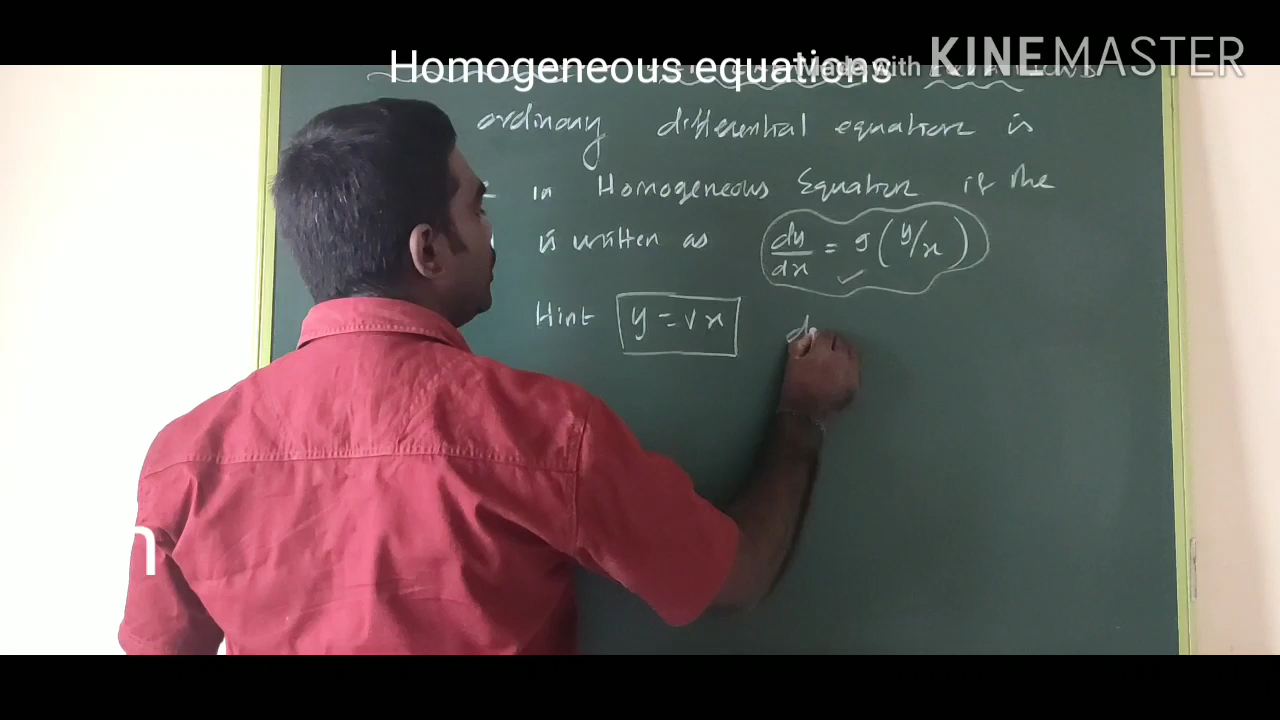 Homogeneous equations
Made with KINEMASTER
ordinary differential equation is
in Homogeneous Equation if the
is written as dy/dx = g(y/x)
Hint y = vx
n